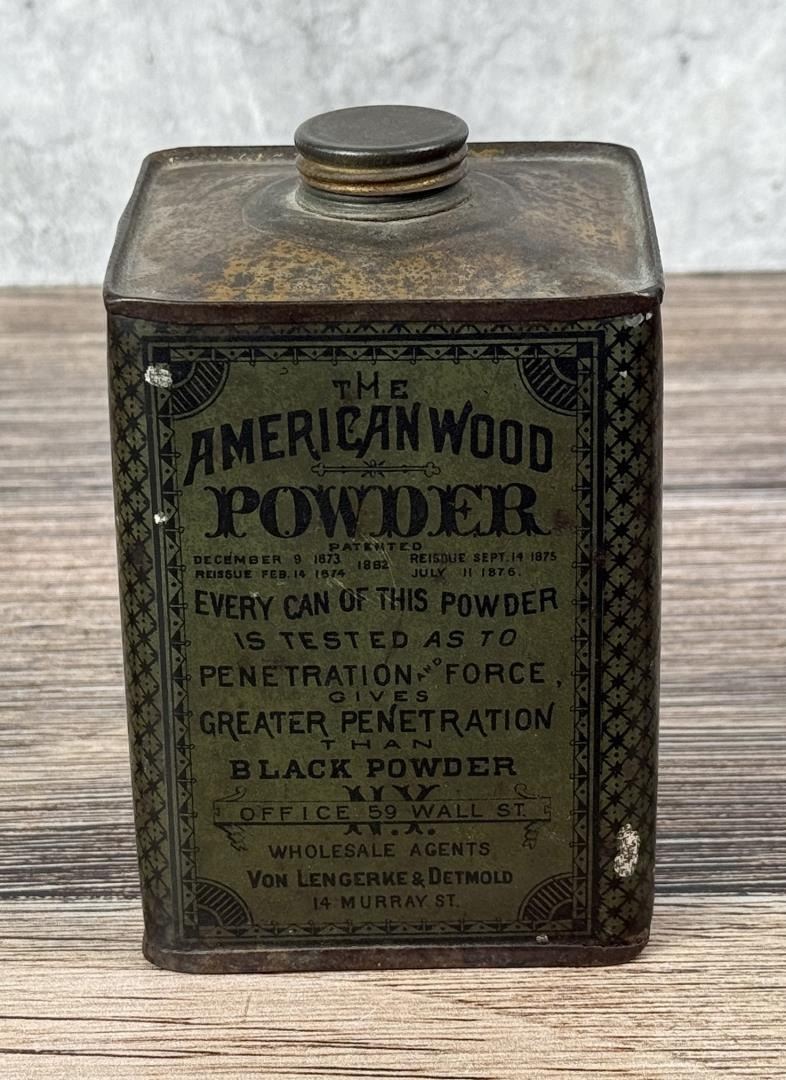 THE
AMERICAN WOOD
POWDER
PATENTED
DECEMBER 9 1873 1882 REISSUE SEPT. 14 1875
REISSUE FEB. 14 1874 JULY 11 1876.
EVERY CAN OF THIS POWDER
IS TESTED AS TO
PENETRATION AND FORCE,
GIVES
GREATER PENETRATION
THAN
BLACK POWDER
N.Y.
OFFICE 59 WALL ST.
WHOLESALE AGENTS
VON LENGERKE & DETMOLD
14 MURRAY ST.